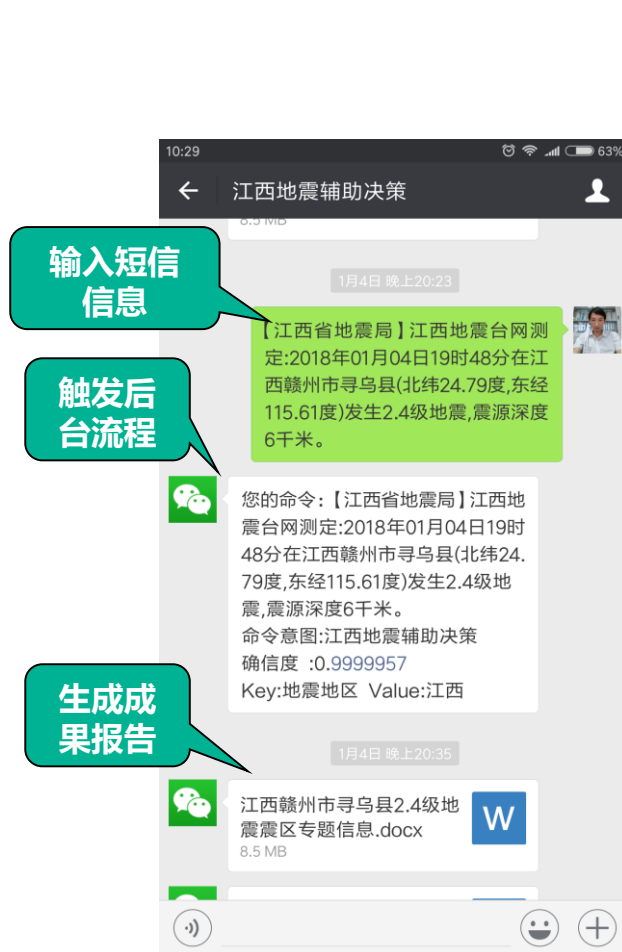 10:29
63%
江西地震辅助决策
8.5 MB
输入短信
信息
1月4日 晚上20:23
【江西省地震局】江西地震台网测
定:2018年01月04日19时48分在江
西赣州市寻乌县(北纬24.79度,东经
115.61度)发生2.4级地震,震源深度
6千米。
触发后
台流程
您的命令:【江西省地震局】江西地
震台网测定:2018年01月04日19时
48分在江西赣州市寻乌县(北纬24.
79度,东经115.61度)发生2.4级地
震,震源深度6千米。
命令意图:江西地震辅助决策
确信度 :0.9999957
Key:地震地区 Value:江西
生成成
果报告
1月4日 晚上20:35
江西赣州市寻乌县2.4级地
震震区专题信息.docx
W
8.5 MB